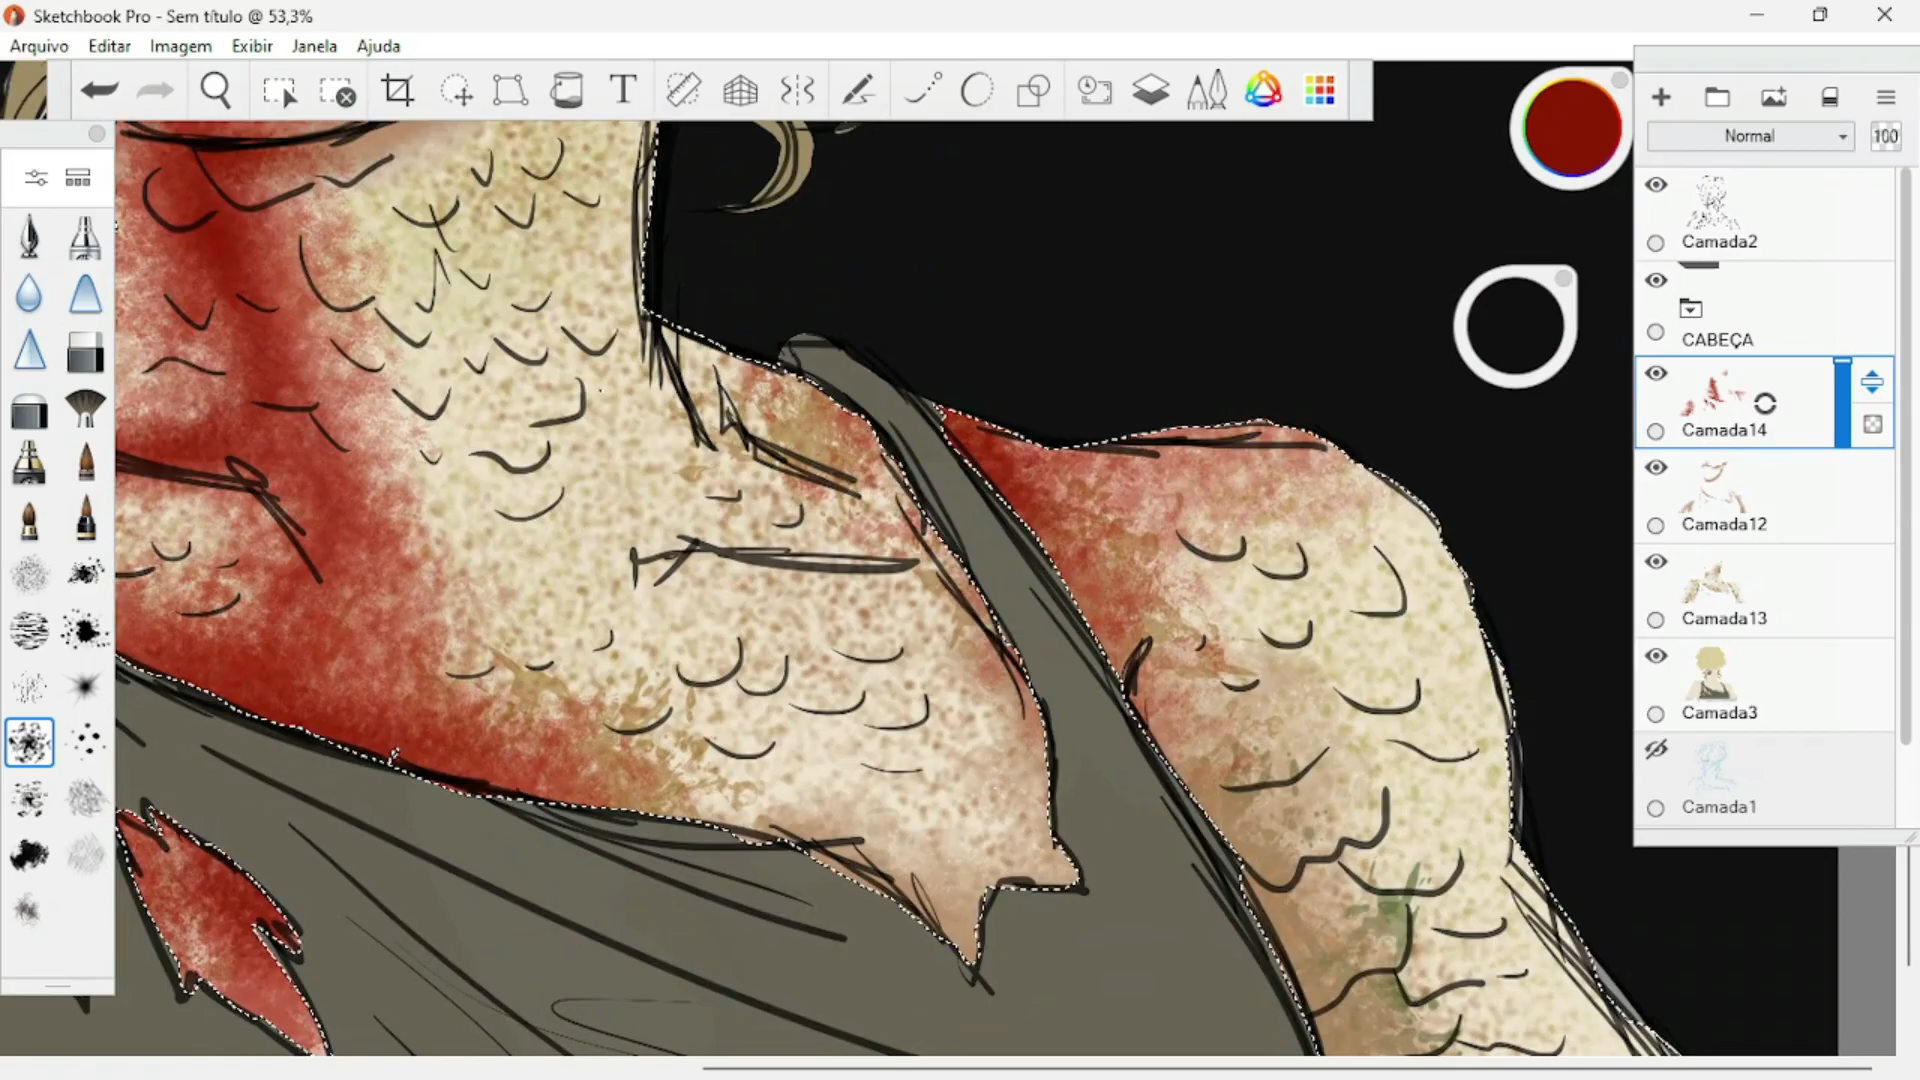 Sketchbook Pro - Sem título @ 53,3%
Arquivo Editar Imagem Exibir Janela Ajuda
T
Normal 100
Camada2
CABEÇA
Camada14
Camada12
Camada13
Camada3
Camada1